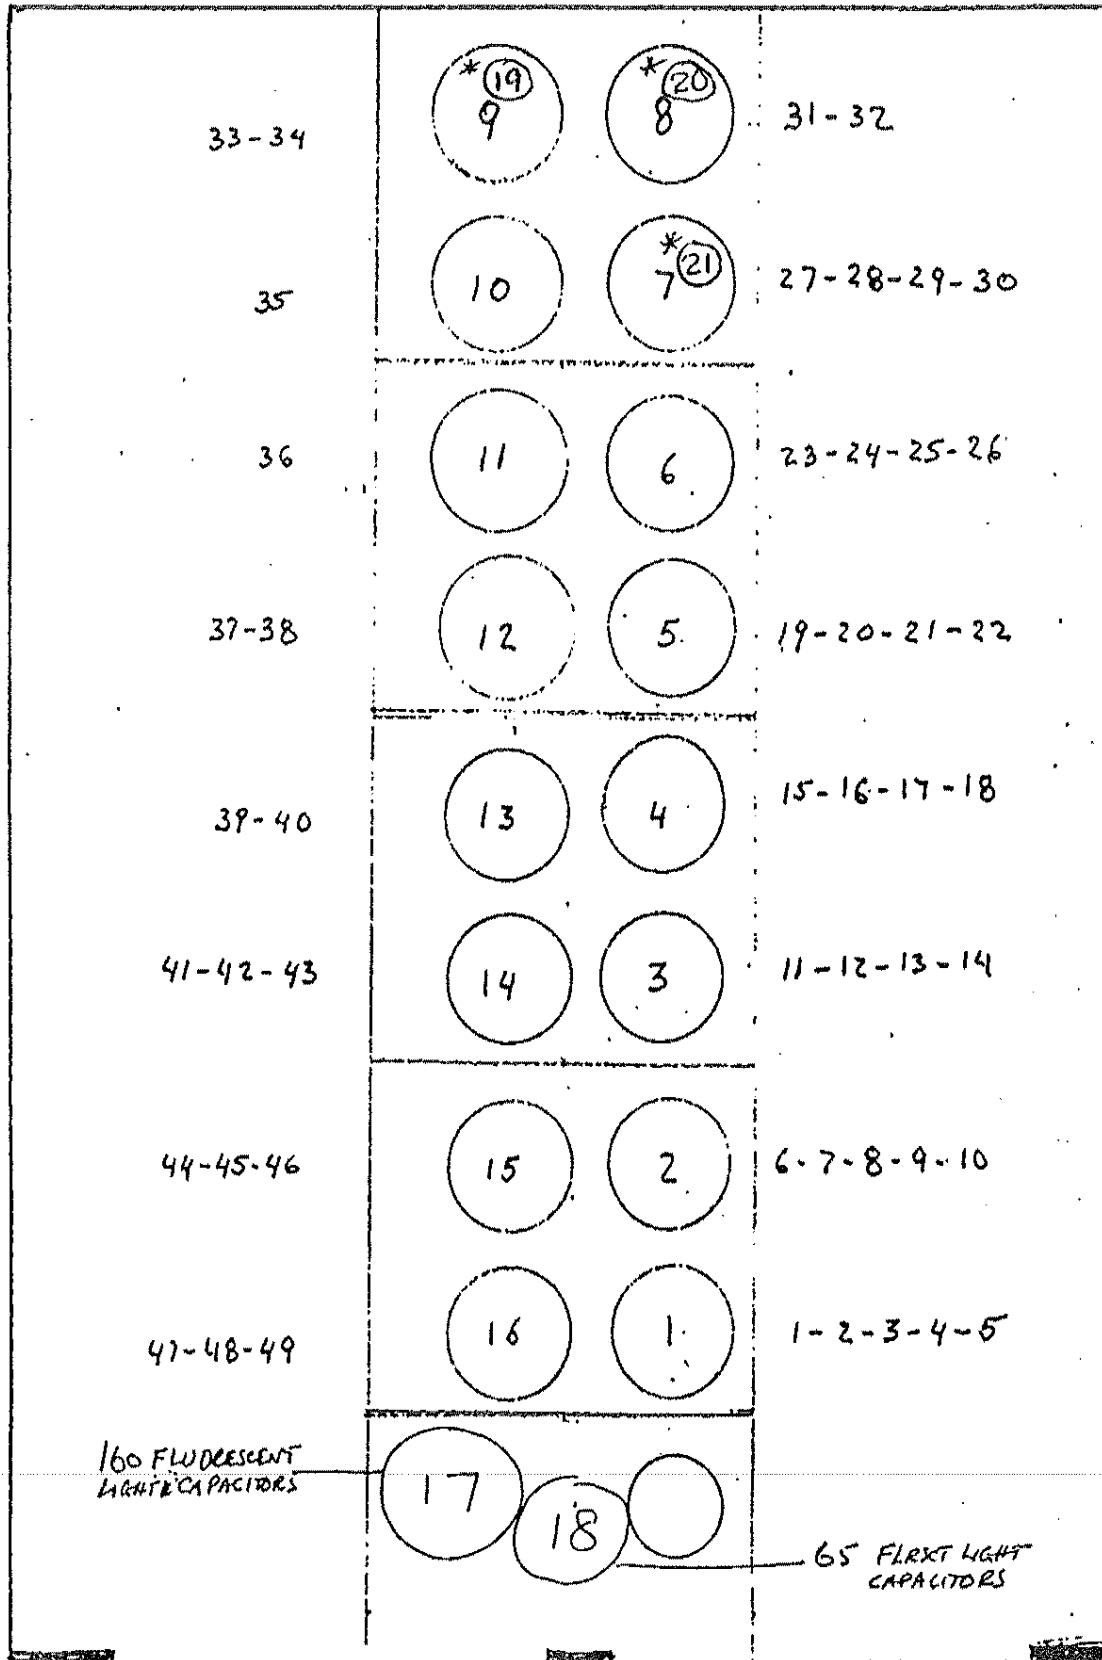 * 19 * 20
33-34 9 8 31-32
* 21
35 10 7 27-28-29-30
36 11 6 23-24-25-26
37-38 12 5 19-20-21-22
39-40 13 4 15-16-17-18
41-42-43 14 3 11-12-13-14
44-45-46 15 2 6-7-8-9-10
47-48-49 16 1 1-2-3-4-5
160 FLUORESCENT
LIGHT CAPACITORS
17
18
65 FLRSCT LIGHT
CAPACITORS